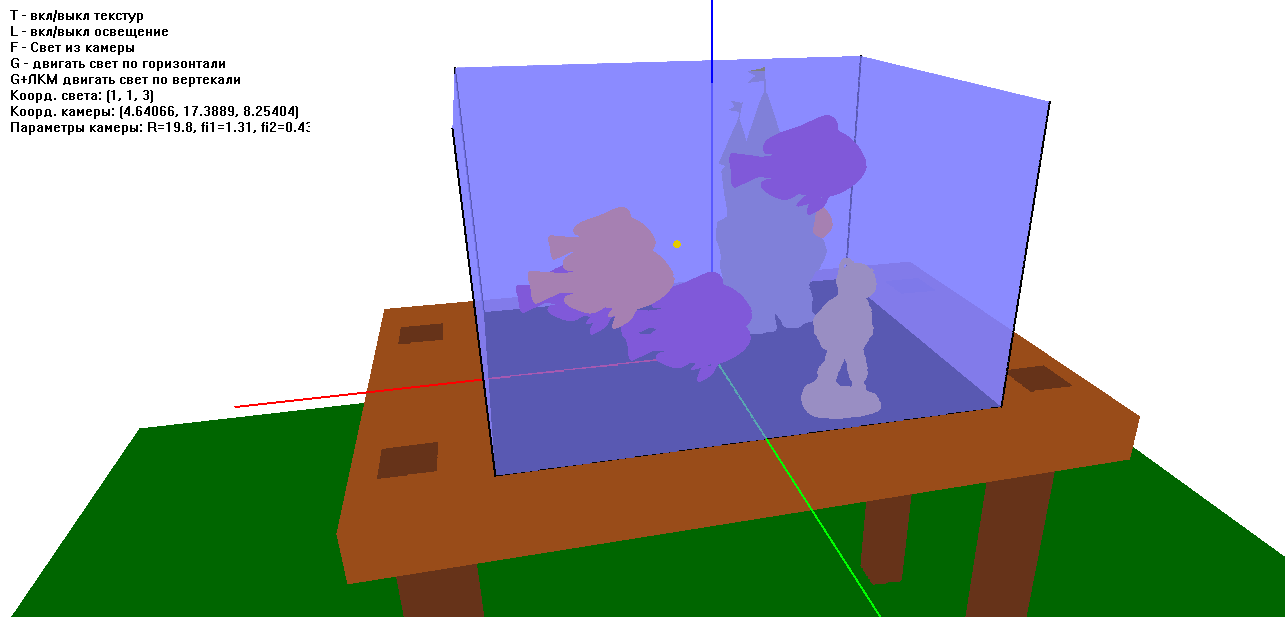 T - вкл/выкл текстур
L - вкл/выкл освещение
F - Свет из камеры
G - двигать свет по горизонтали
G+ЛКМ двигать свет по вертекали
Коорд. света: (1, 1, 3)
Коорд. камеры: (4.64066, 17.3889, 8.25404)
Параметры камеры: R=19.8, fi1=1.31, fi2=0.43